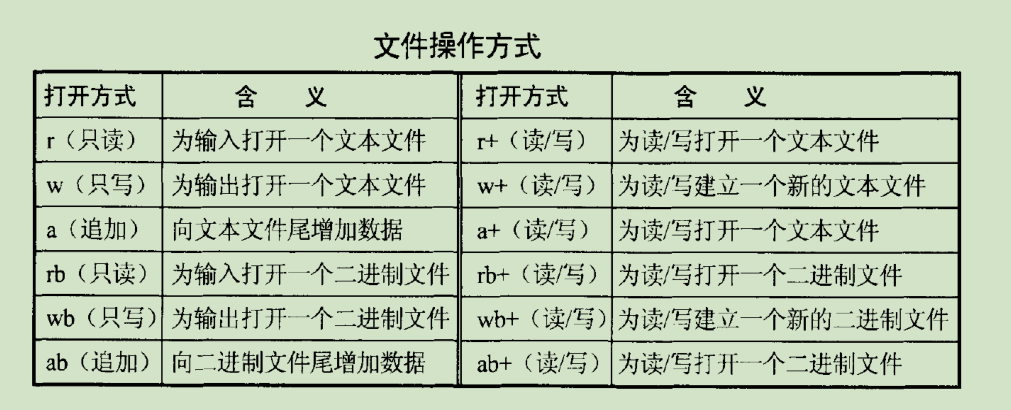 文件操作方式
打开方式 含 义 打开方式 含 义
r（只读） 为输入打开一个文本文件 r+（读/写） 为读/写打开一个文本文件
w（只写） 为输出打开一个文本文件 w+（读/写） 为读/写建立一个新的文本文件
a（追加） 向文本文件尾增加数据 a+（读/写） 为读/写打开一个文本文件
rb（只读） 为输入打开一个二进制文件 rb+（读/写） 为读/写打开一个二进制文件
wb（只写） 为输出打开一个二进制文件 wb+（读/写） 为读/写建立一个新的二进制文件
ab（追加） 向二进制文件尾增加数据 ab+（读/写） 为读/写打开一个二进制文件